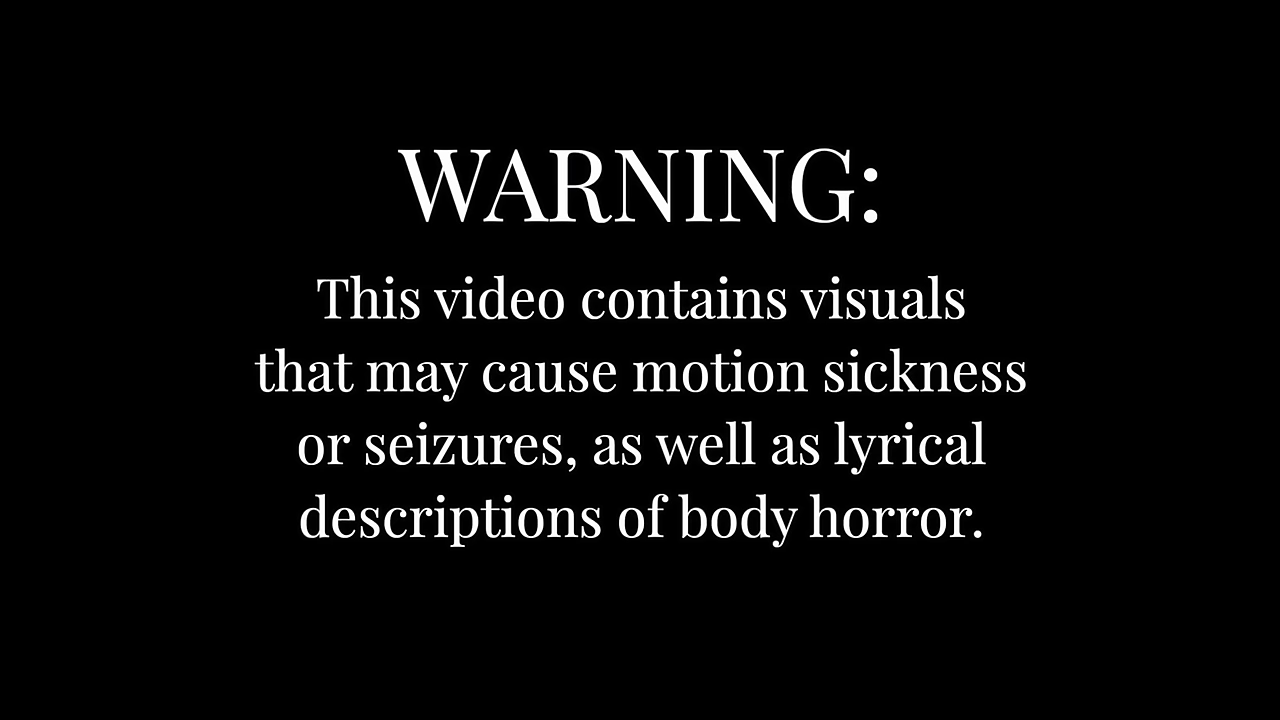 WARNING:
This video contains visuals
that may cause motion sickness
or seizures, as well as lyrical
descriptions of body horror.